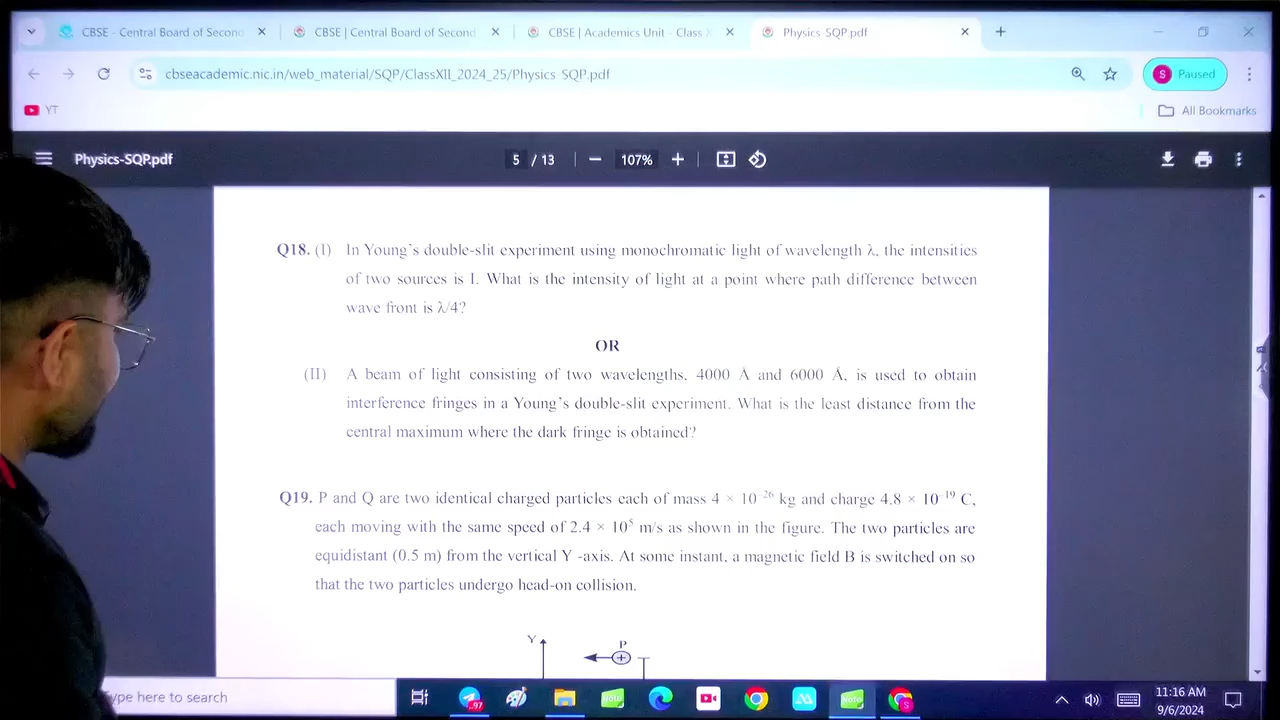 CBSE - Central Board of Second
CBSE | Central Board of Second
CBSE | Academics Unit - Class X
Physics-SQP.pdf
cbseacademic.nic.in/web_material/SQP/ClassXII_2024_25/Physics SQP.pdf
S Paused
YT
All Bookmarks
Physics-SQP.pdf
5 / 13
107%
Q18. (I) In Young's double-slit experiment using monochromatic light of wavelength λ, the intensities
of two sources is I. What is the intensity of light at a point where path difference between
wave front is λ/4?
OR
(II) A beam of light consisting of two wavelengths, 4000 Å and 6000 Å, is used to obtain
interference fringes in a Young's double-slit experiment. What is the least distance from the
central maximum where the dark fringe is obtained?
Q19. P and Q are two identical charged particles each of mass 4 × 10⁻²⁶ kg and charge 4.8 × 10⁻¹⁹ C,
each moving with the same speed of 2.4 × 10⁵ m/s as shown in the figure. The two particles are
equidistant (0.5 m) from the vertical Y -axis. At some instant, a magnetic field B is switched on so
that the two particles undergo head-on collision.
Y
P
+
ype here to search
97
Note
Note
S
11:16 AM
9/6/2024